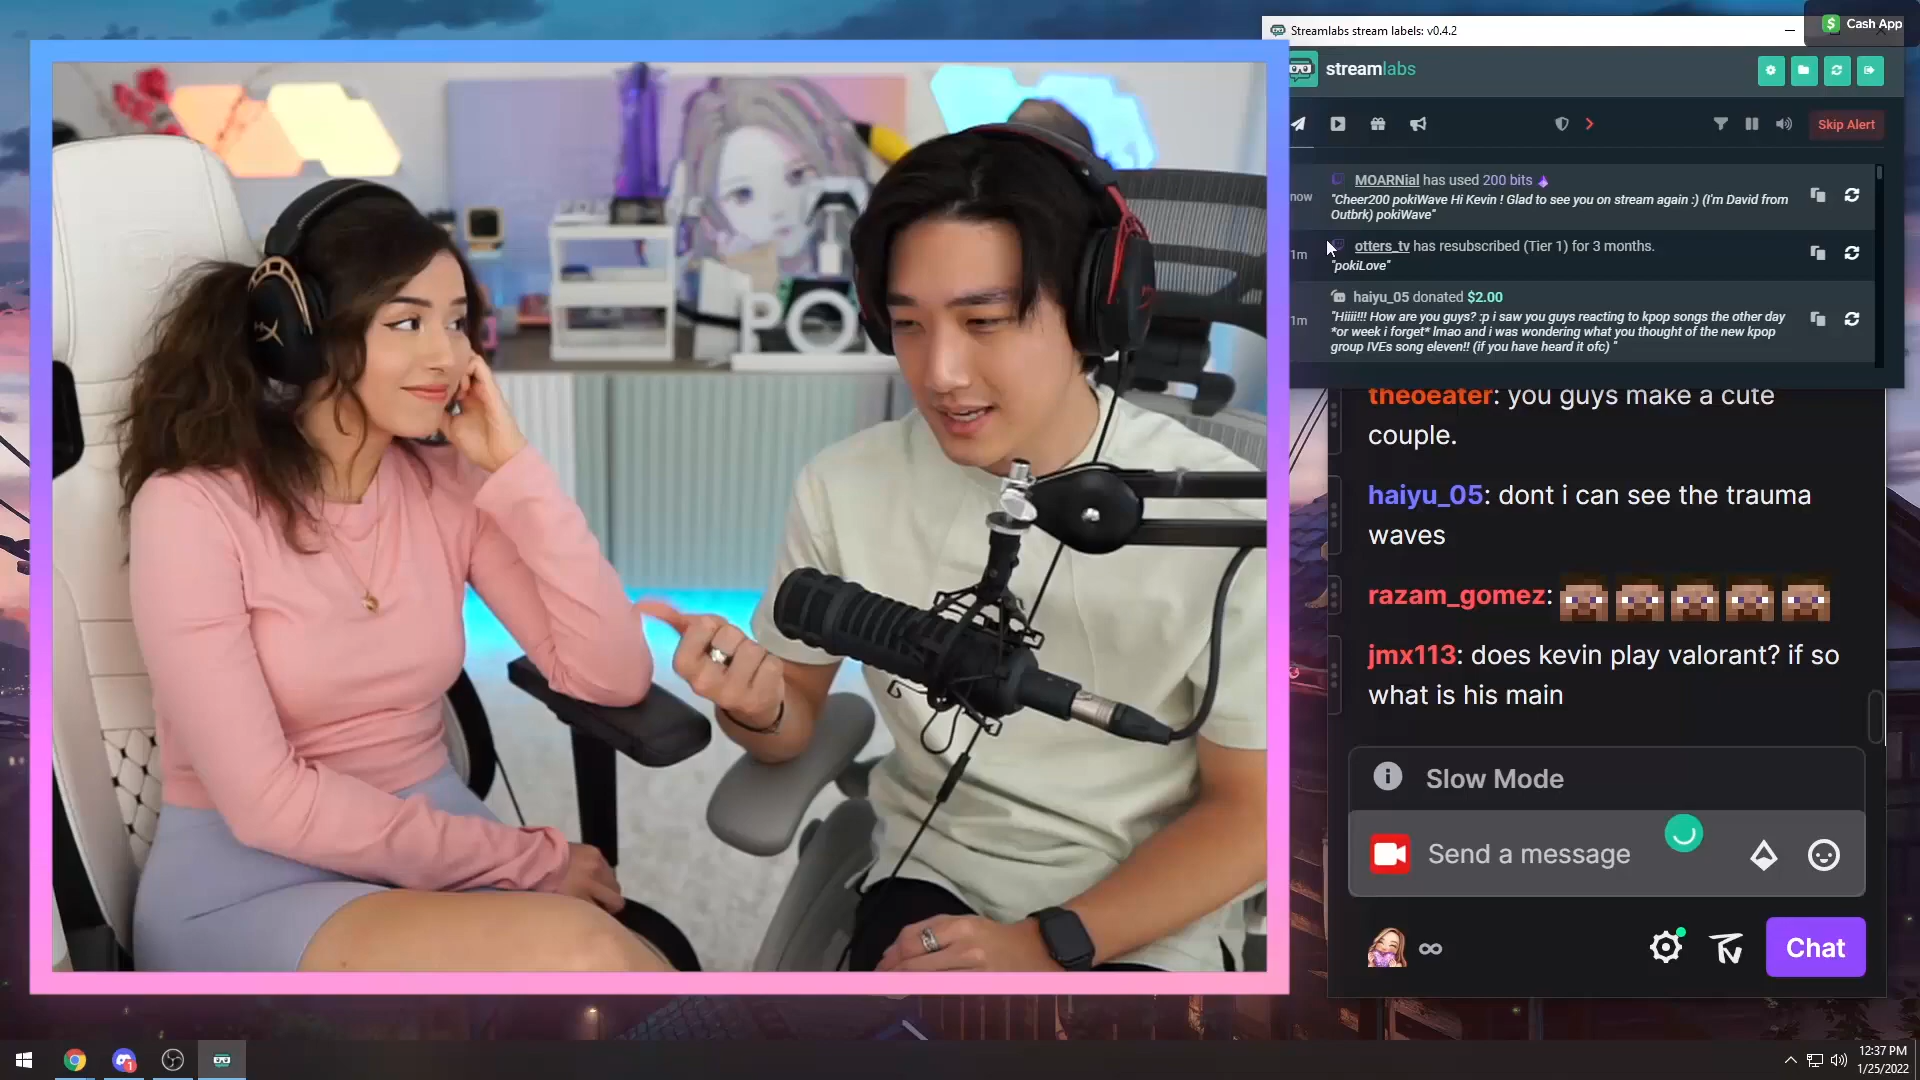 Cash App
Streamlabs stream labels: v0.4.2
streamlabs
Skip Alert
MOARNial has used 200 bits
now
"Cheer200 pokiWave Hi Kevin ! Glad to see you on stream again :) (I'm David from
Outbrk) pokiWave"
otters_tv has resubscribed (Tier 1) for 3 months.
1m
"pokiLove"
haiyu_05 donated $2.00
1m
"Hiiii!!! How are you guys? :p i saw you guys reacting to kpop songs the other day
*or week i forget* lmao and i was wondering what you thought of the new kpop
group IVEs song eleven!! (if you have heard it ofc) "
PO
theoeater: you guys make a cute
couple.
haiyu_05: dont i can see the trauma
waves
razam_gomez:
jmx113: does kevin play valorant? if so
what is his main
Slow Mode
Send a message
Chat
1
12:37 PM
1/25/2022